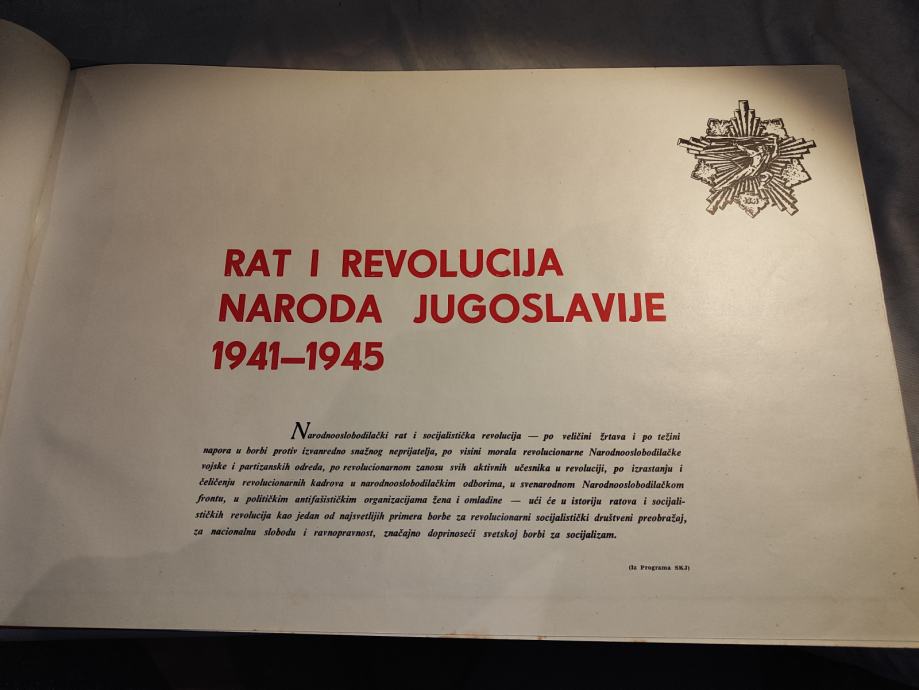 RAT I REVOLUCIJA
NARODA JUGOSLAVIJE
1941—1945
Narodnooslobodilački rat i socijalistička revolucija — po veličini žrtava i po težini
napora u borbi protiv izvanredno snažnog neprijatelja, po visini morala revolucionarne Narodnooslobodilačke
vojske i partizanskih odreda, po revolucionarnom zanosu svih aktivnih učesnika u revoluciji, po izrastanju i
čeličenju revolucionarnih kadrova u narodnooslobodilačkim odborima, u svenarodnom Narodnooslobodilačkom
frontu, u političkim antifašističkim organizacijama žena i omladine — ući će u istoriju ratova i socijali-
stičkih revolucija kao jedan od najsvetlijih primera borbe za revolucionarni socijalistički društveni preobražaj,
za nacionalnu slobodu i ravnopravnost, značajno doprinoseći svetskoj borbi za socijalizam.
(Iz Programa SKJ)